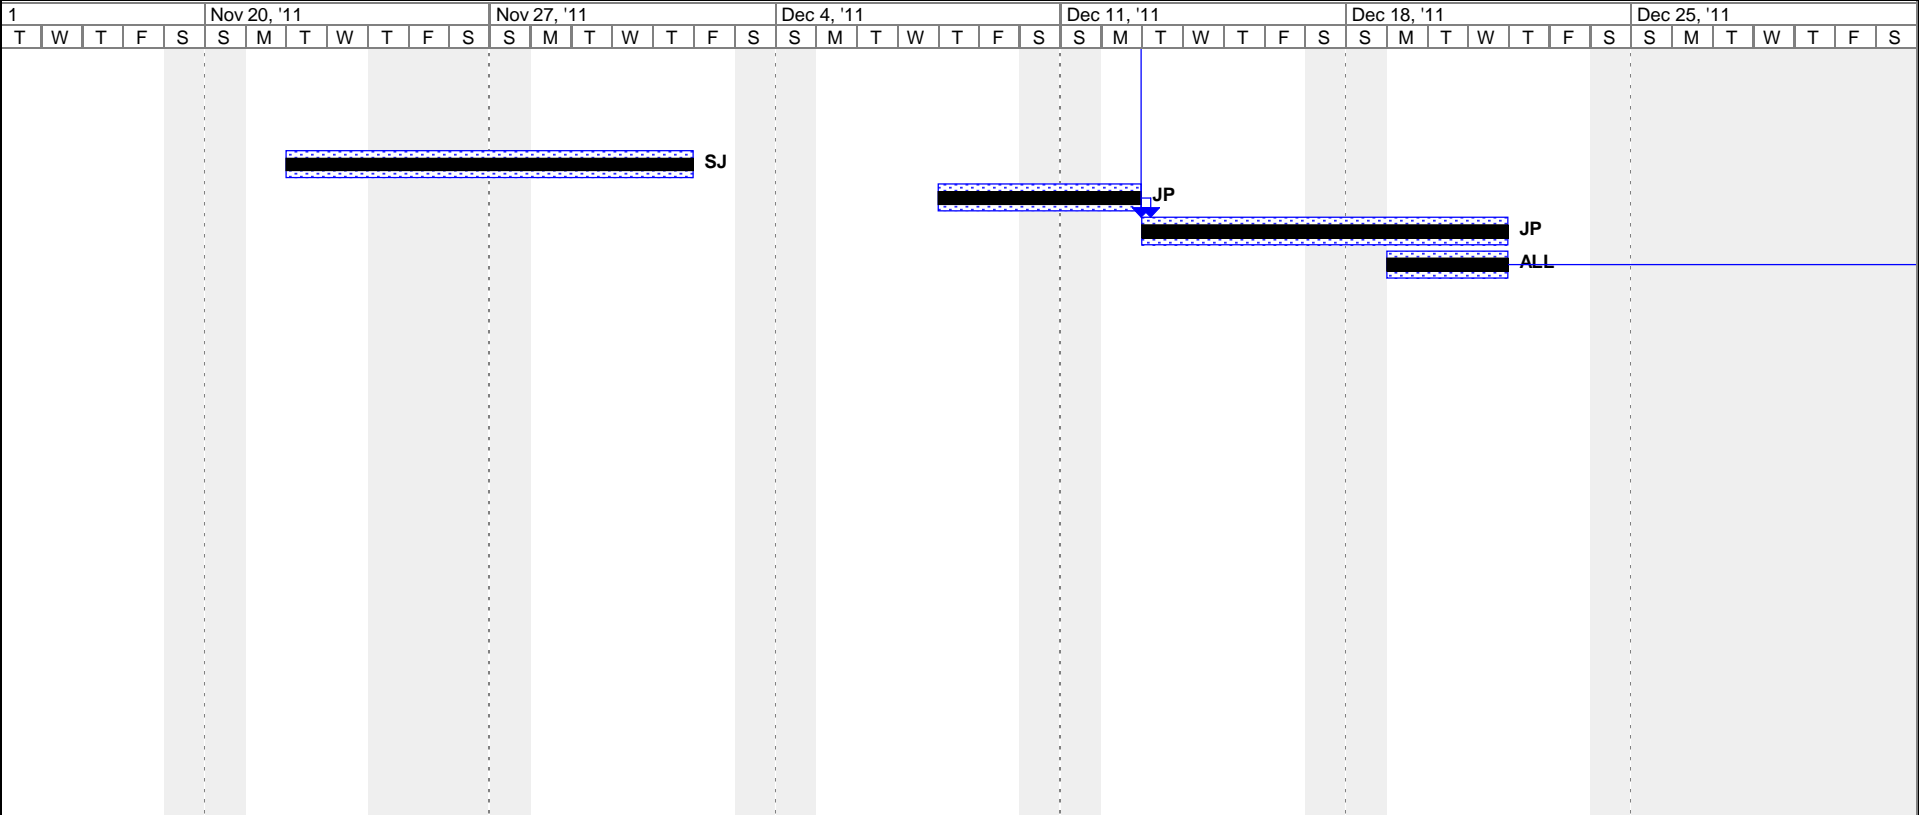 1 Nov 20, '11 Nov 27, '11 Dec 4, '11 Dec 11, '11 Dec 18, '11 Dec 25, '11
T W T F S S M T W T F S S M T W T F S S M T W T F S S M T W T F S S M T W T F S S M T W T F S
SJ
JP
JP
ALL